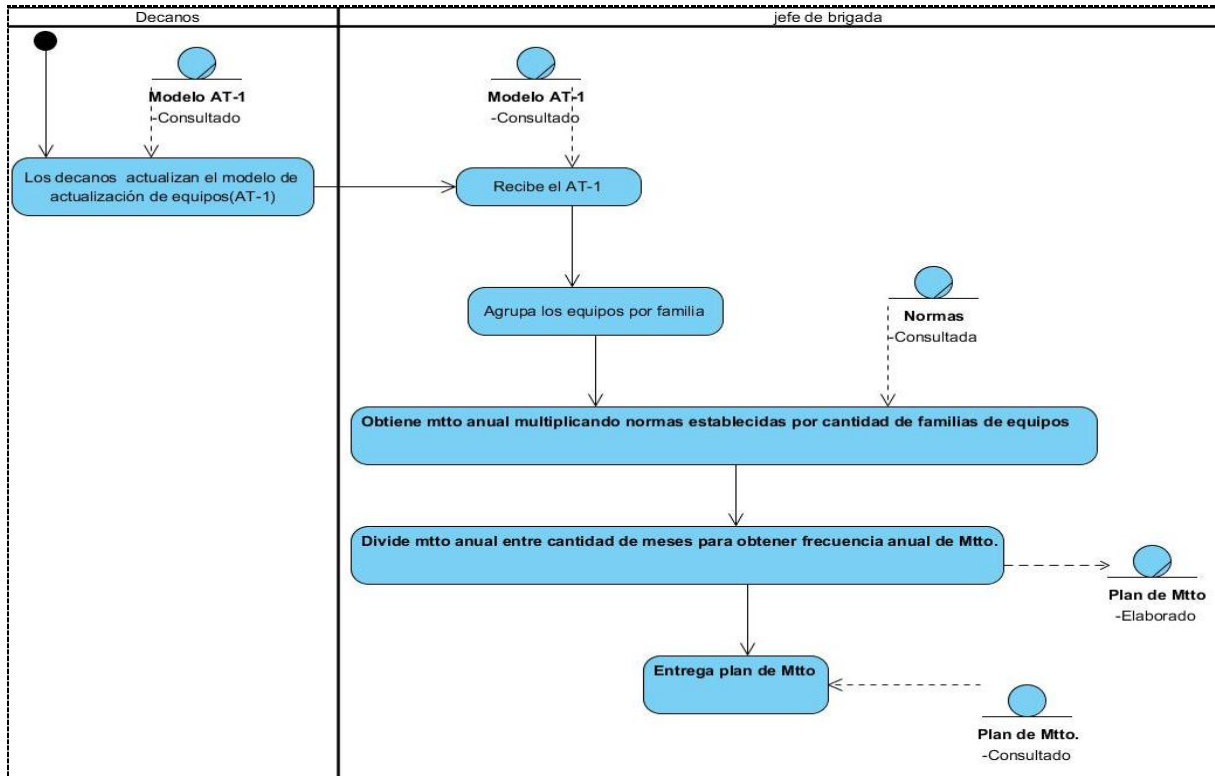 Decanos
jefe de brigada
Modelo AT-1
-Consultado
Modelo AT-1
-Consultado
Los decanos actualizan el modelo de
actualización de equipos(AT-1)
Recibe el AT-1
Agrupa los equipos por familia
Normas
-Consultada
Obtiene mtto anual multiplicando normas establecidas por cantidad de familias de equipos
Divide mtto anual entre cantidad de meses para obtener frecuencia anual de Mtto.
Plan de Mtto
-Elaborado
Entrega plan de Mtto
Plan de Mtto.
-Consultado